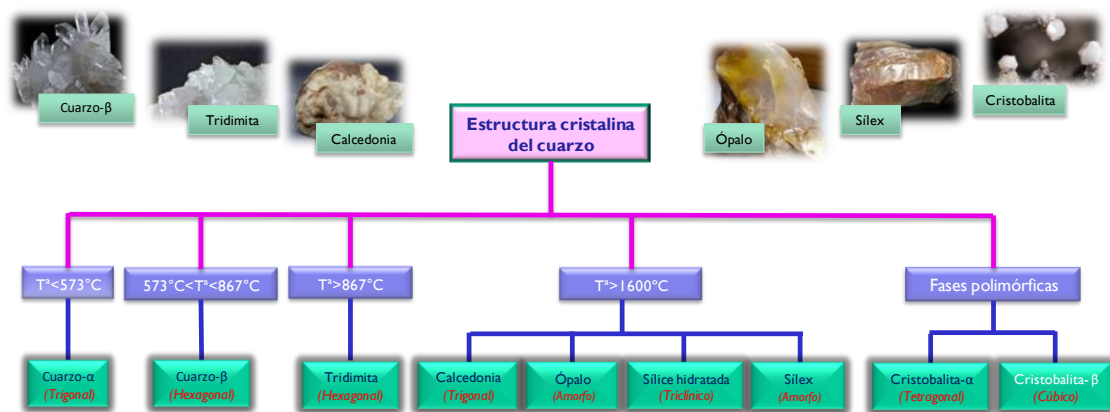 Cuarzo-β
Tridimita
Calcedonia
Ópalo
Sílex
Cristobalita
Estructura cristalina
del cuarzo
Tª<573°C
573°C<Tª<867°C
Tª>867°C
Tª>1600°C
Fases polimórficas
Cuarzo-α
(Trigonal)
Cuarzo-β
(Hexagonal)
Tridimita
(Hexagonal)
Calcedonia
(Trigonal)
Ópalo
(Amorfo)
Sílice hidratada
(Triclínico)
Sílex
(Amorfo)
Cristobalita-α
(Tetragonal)
Cristobalita-β
(Cúbico)